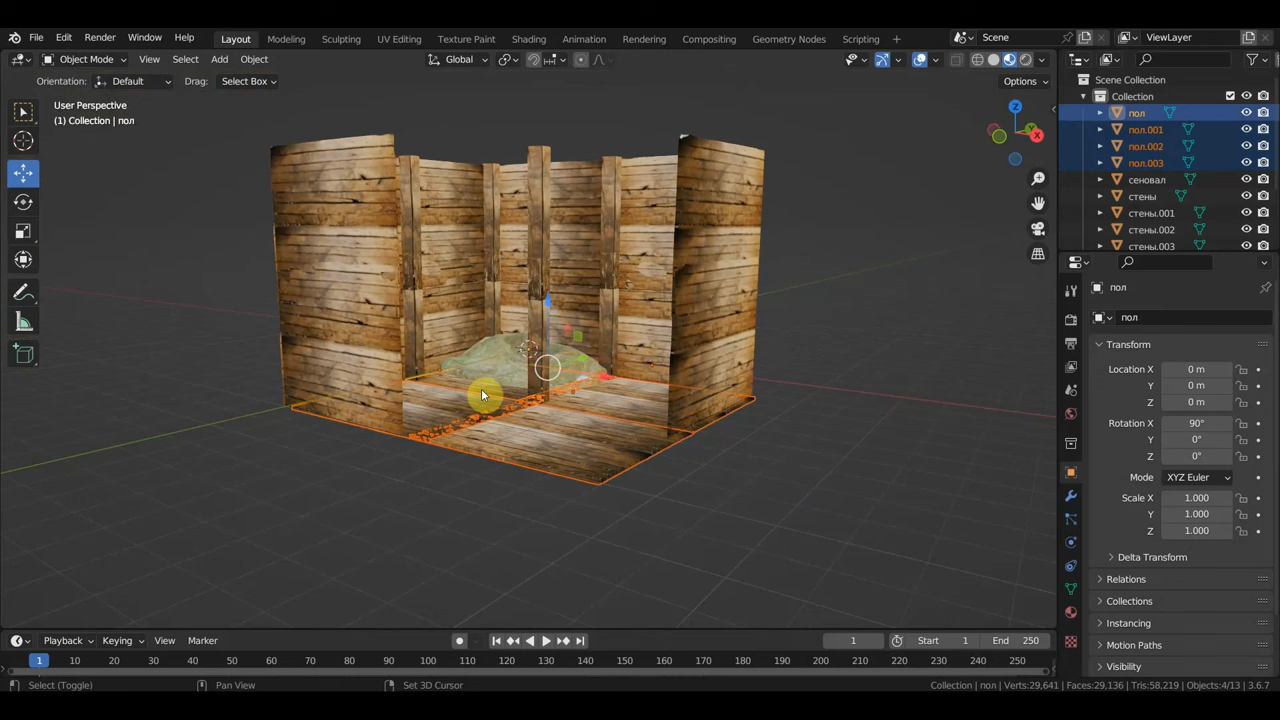 File Edit Render Window Help Layout Modeling Sculpting UV Editing Texture Paint Shading Animation Rendering Compositing Geometry Nodes Scripting + Scene ViewLayer
Object Mode View Select Add Object Global
Orientation: Default Drag: Select Box Options
User Perspective
(1) Collection | пол
Z
Y
X
Scene Collection
Collection
пол
пол.001
пол.002
пол.003
сеновал
стены
стены.001
стены.002
стены.003
пол
пол
Transform
Location X 0 m
Y 0 m
Z 0 m
Rotation X 90°
Y 0°
Z 0°
Mode XYZ Euler
Scale X 1.000
Y 1.000
Z 1.000
Delta Transform
Relations
Collections
Instancing
Motion Paths
Visibility
Playback Keying View Marker 1 Start 1 End 250
1 10 20 30 40 50 60 70 80 90 100 110 120 130 140 150 160 170 180 190 200 210 220 230 240 250
Select (Toggle) Pan View Set 3D Cursor Collection | пол | Verts:29,641 | Faces:29,136 | Tris:58,219 | Objects:4/13 | 3.6.7